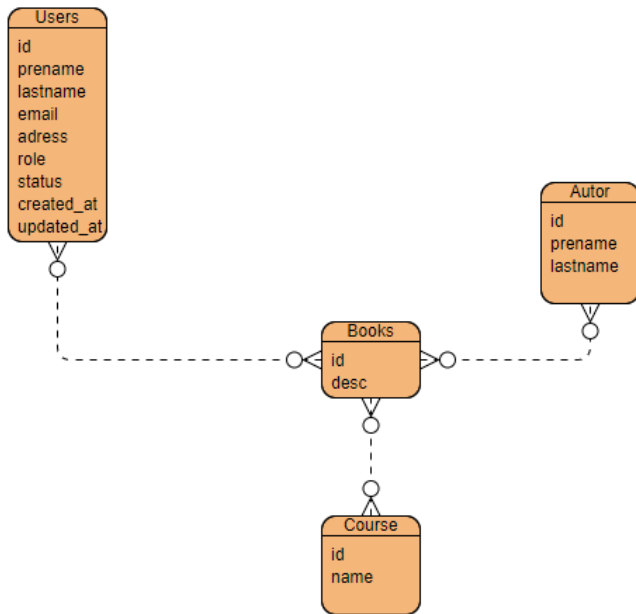 Users
id
prename
lastname
email
adress
role
status
created_at
updated_at
Autor
id
prename
lastname
Books
id
desc
Course
id
name